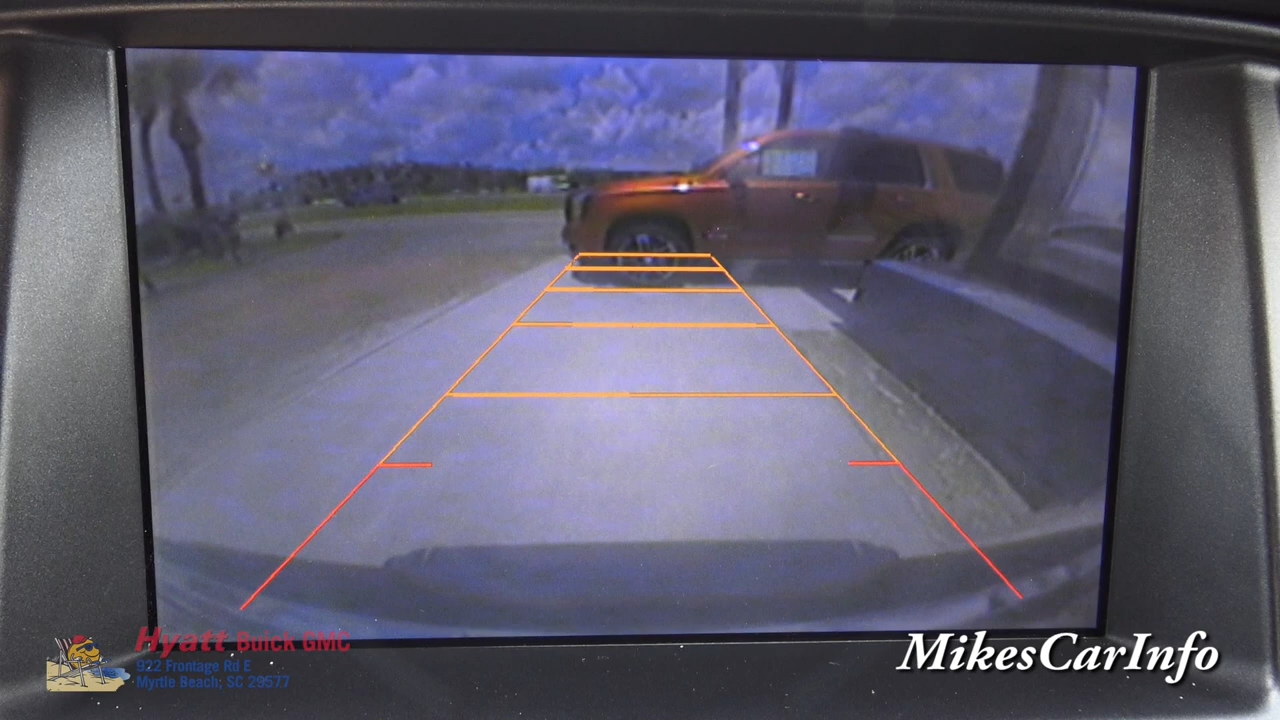 Hyatt Buick GMC
922 Frontage Rd E
Myrtle Beach, SC 29577
MikesCarInfo